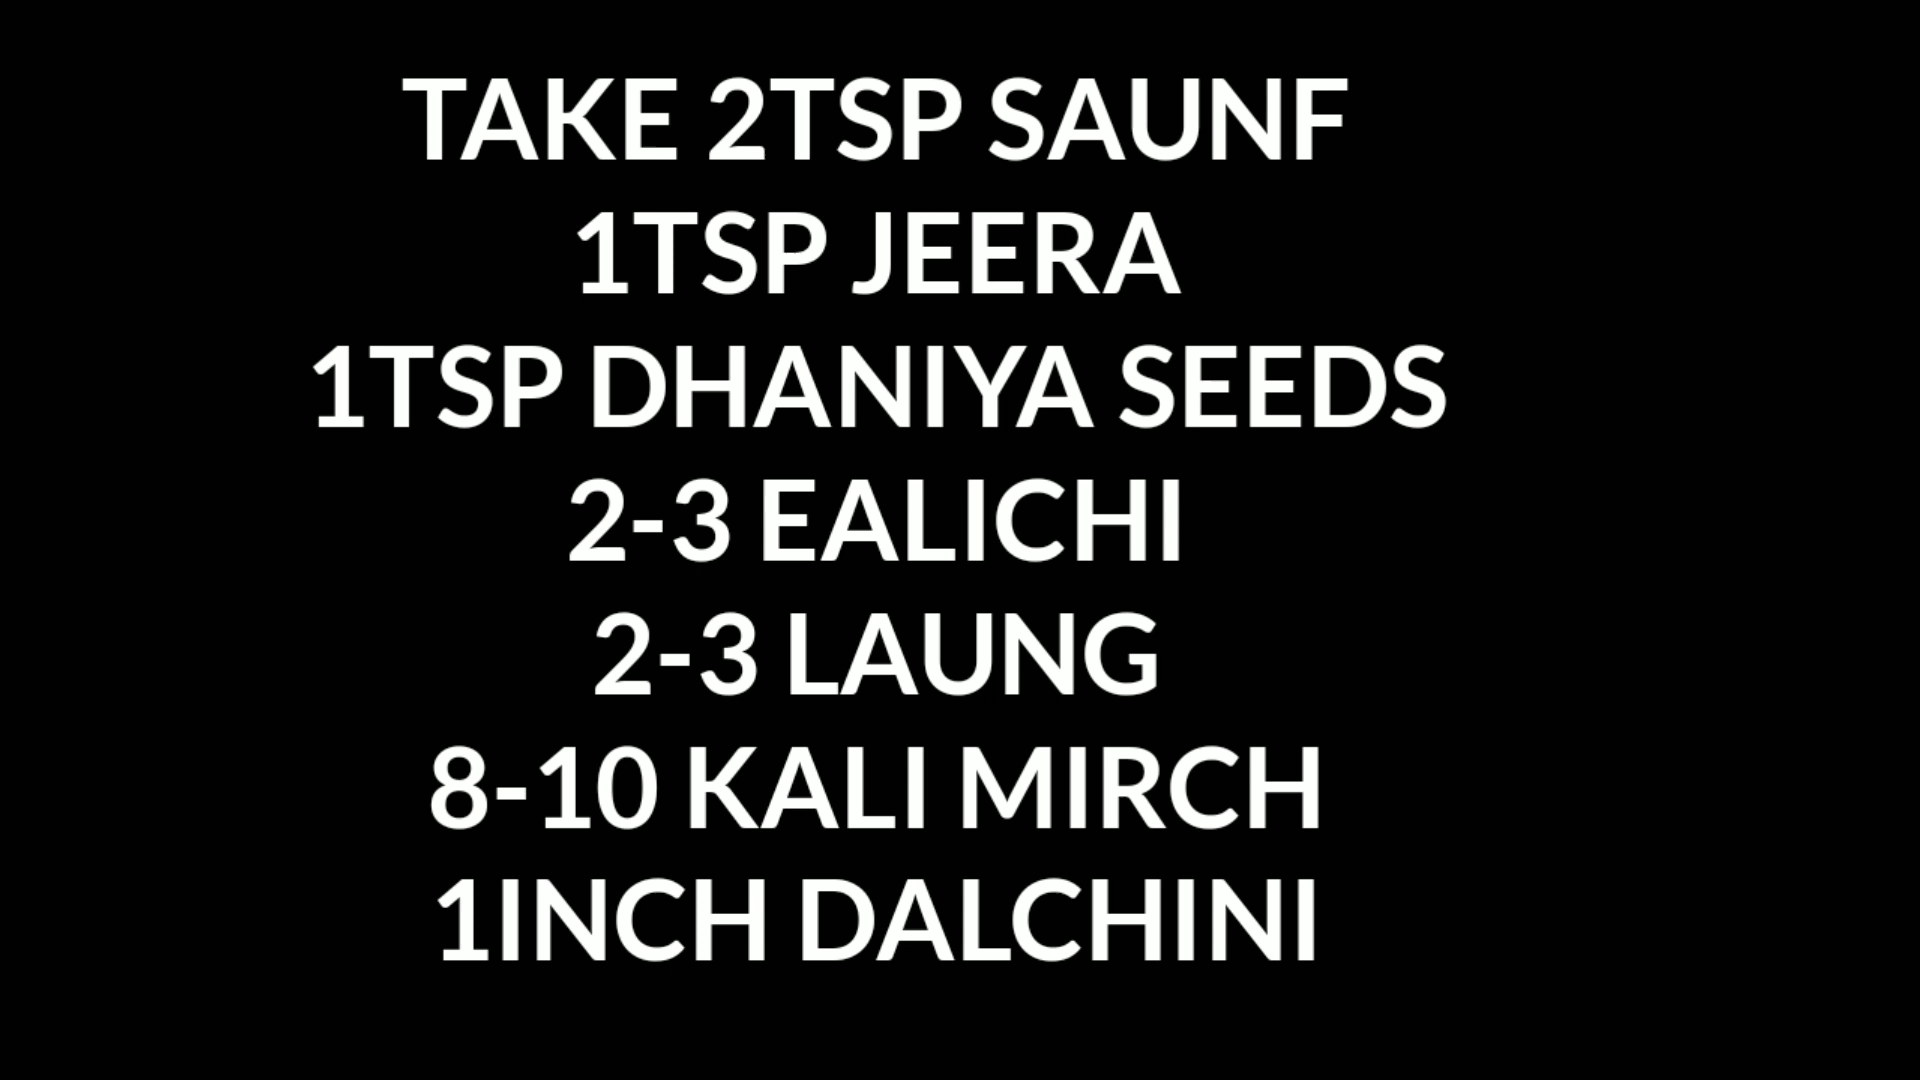 TAKE 2TSP SAUNF
1TSP JEERA
1TSP DHANIYA SEEDS
2-3 EALICHI
2-3 LAUNG
8-10 KALI MIRCH
1INCH DALCHINI